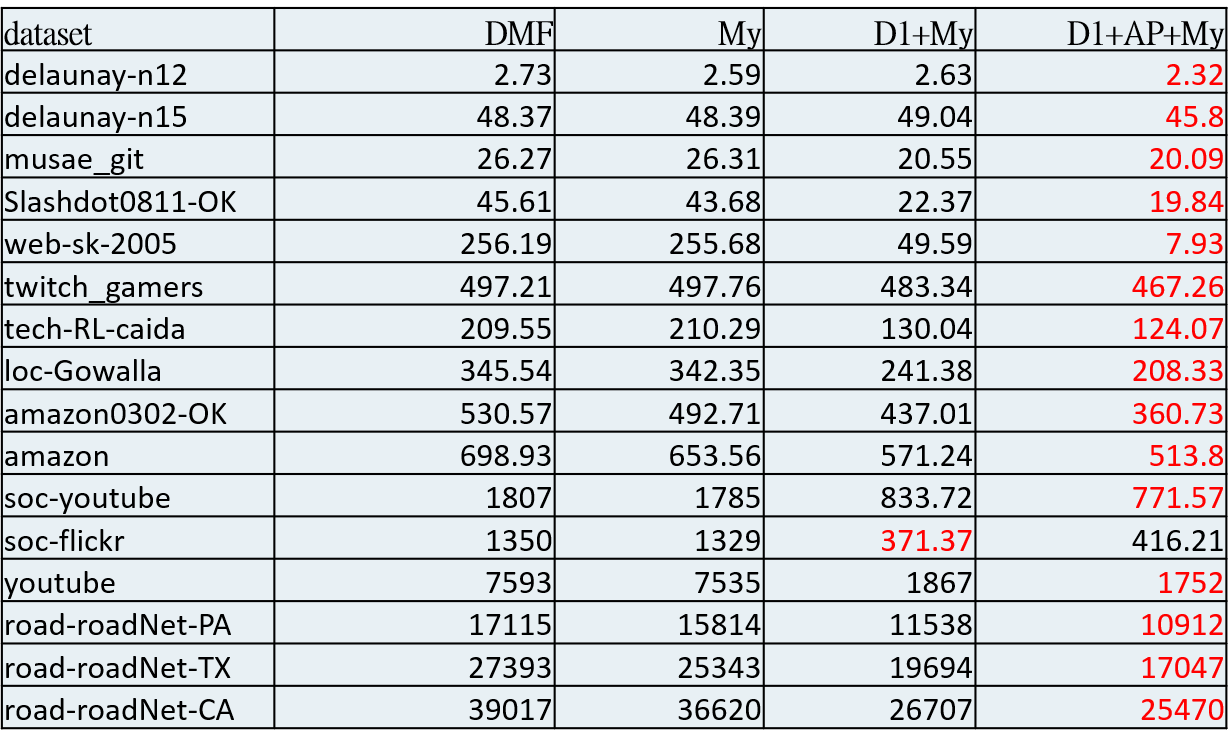 dataset DMF My D1+My D1+AP+My
delaunay-n12 2.73 2.59 2.63 2.32
delaunay-n15 48.37 48.39 49.04 45.8
musae_git 26.27 26.31 20.55 20.09
Slashdot0811-OK 45.61 43.68 22.37 19.84
web-sk-2005 256.19 255.68 49.59 7.93
twitch_gamers 497.21 497.76 483.34 467.26
tech-RL-caida 209.55 210.29 130.04 124.07
loc-Gowalla 345.54 342.35 241.38 208.33
amazon0302-OK 530.57 492.71 437.01 360.73
amazon 698.93 653.56 571.24 513.8
soc-youtube 1807 1785 833.72 771.57
soc-flickr 1350 1329 371.37 416.21
youtube 7593 7535 1867 1752
road-roadNet-PA 17115 15814 11538 10912
road-roadNet-TX 27393 25343 19694 17047
road-roadNet-CA 39017 36620 26707 25470